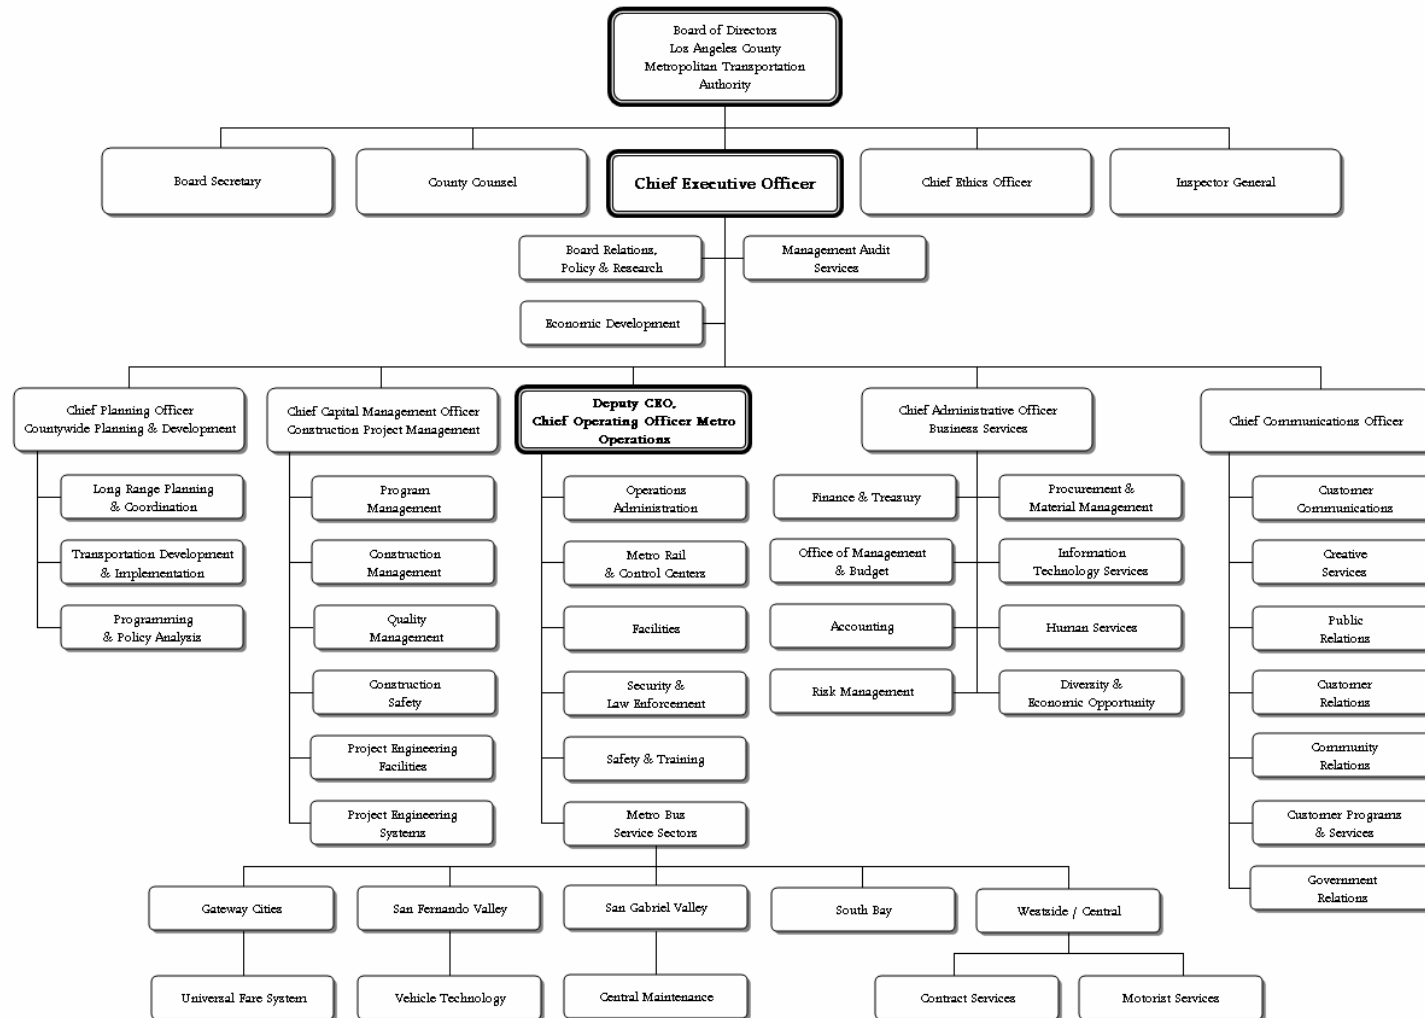 Board of Directors
Los Angeles County
Metropolitan Transportation
Authority
Board Secretary
County Counsel
Chief Executive Officer
Chief Ethics Officer
Inspector General
Board Relations,
Policy & Research
Management Audit
Services
Economic Development
Chief Planning Officer
Countywide Planning & Development
Chief Capital Management Officer
Construction Project Management
Deputy CEO,
Chief Operating Officer Metro
Operations
Chief Administrative Officer
Business Services
Chief Communications Officer
Long Range Planning
& Coordination
Transportation Development
& Implementation
Programming
& Policy Analysis
Program
Management
Construction
Management
Quality
Management
Construction
Safety
Project Engineering
Facilities
Project Engineering
Systems
Operations
Administration
Metro Rail
& Control Centers
Facilities
Security &
Law Enforcement
Safety & Training
Metro Bus
Service Sectors
Finance & Treasury
Office of Management
& Budget
Accounting
Risk Management
Procurement &
Material Management
Information
Technology Services
Human Services
Diversity &
Economic Opportunity
Customer
Communications
Creative
Services
Public
Relations
Customer
Relations
Community
Relations
Customer Programs
& Services
Government
Relations
Gateway Cities
San Fernando Valley
San Gabriel Valley
South Bay
Westside / Central
Universal Fare System
Vehicle Technology
Central Maintenance
Contract Services
Motorist Services